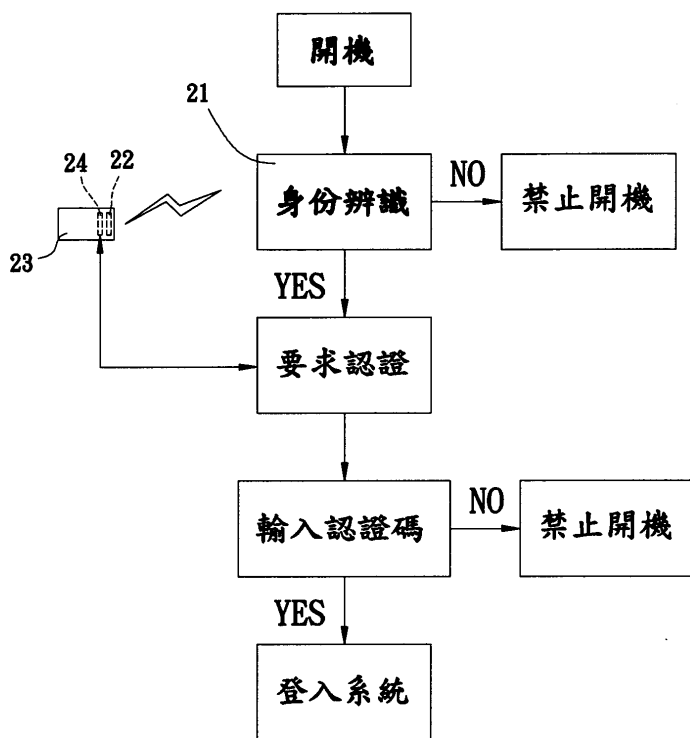 開機
21
身份辨識
NO
禁止開機
24
22
23
YES
要求認證
輸入認證碼
NO
禁止開機
YES
登入系統